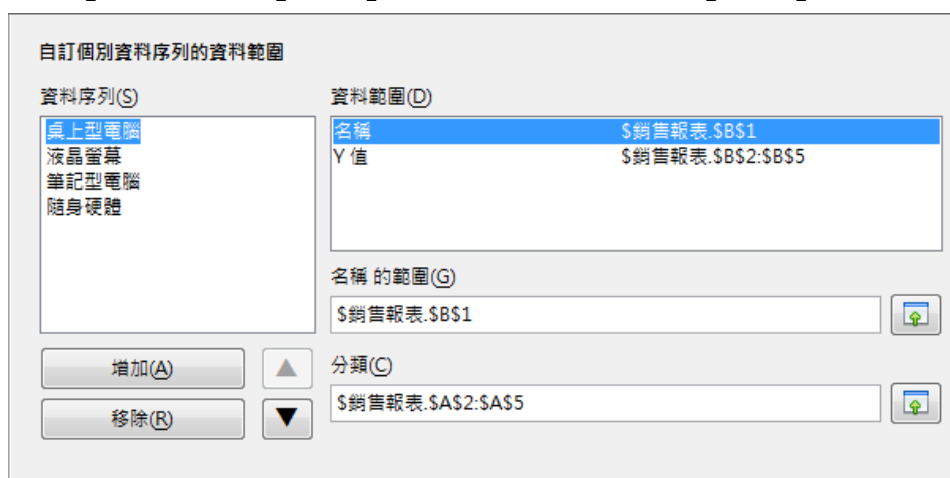 自訂個別資料序列的資料範圍
資料序列(S)
桌上型電腦
液晶螢幕
筆記型電腦
隨身硬體
增加(A)
移除(R)
資料範圍(D)
名稱 $銷售報表.$B$1
Y 值 $銷售報表.$B$2:$B$5
名稱 的範圍(G)
$銷售報表.$B$1
分類(C)
$銷售報表.$A$2:$A$5